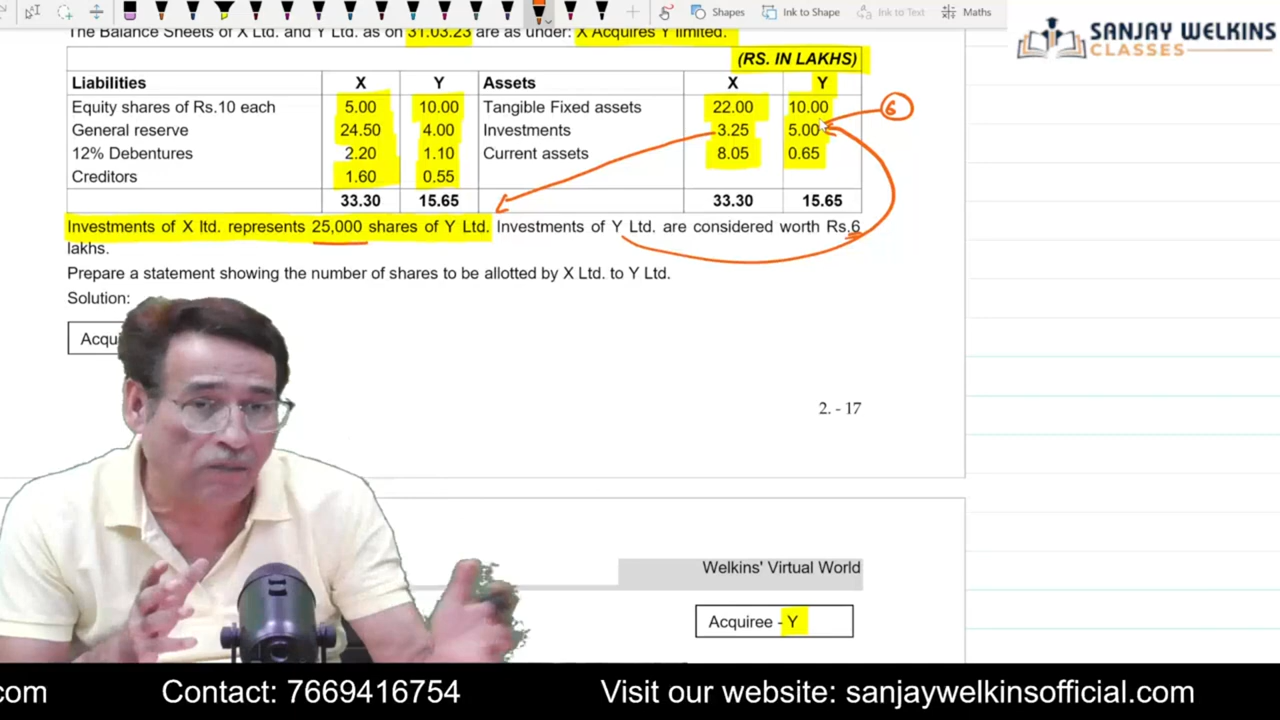 Shapes Ink to Shape Ink to Text Maths
SANJAY WELKINS
CLASSES
The Balance Sheets of X Ltd. and Y Ltd. as on 31.03.23 are as under: X Acquires Y limited.
(RS. IN LAKHS)
Liabilities X Y Assets X Y
Equity shares of Rs.10 each 5.00 10.00 Tangible Fixed assets 22.00 10.00
6
General reserve 24.50 4.00 Investments 3.25 5.00
12% Debentures 2.20 1.10 Current assets 8.05 0.65
Creditors 1.60 0.55
33.30 15.65 33.30 15.65
Investments of X ltd. represents 25,000 shares of Y Ltd. Investments of Y Ltd. are considered worth Rs.6
lakhs.
Prepare a statement showing the number of shares to be allotted by X Ltd. to Y Ltd.
Solution:
Acqu
2. - 17
Welkins' Virtual World
Acquiree - Y
.com Contact: 7669416754 Visit our website: sanjaywelkinsofficial.com